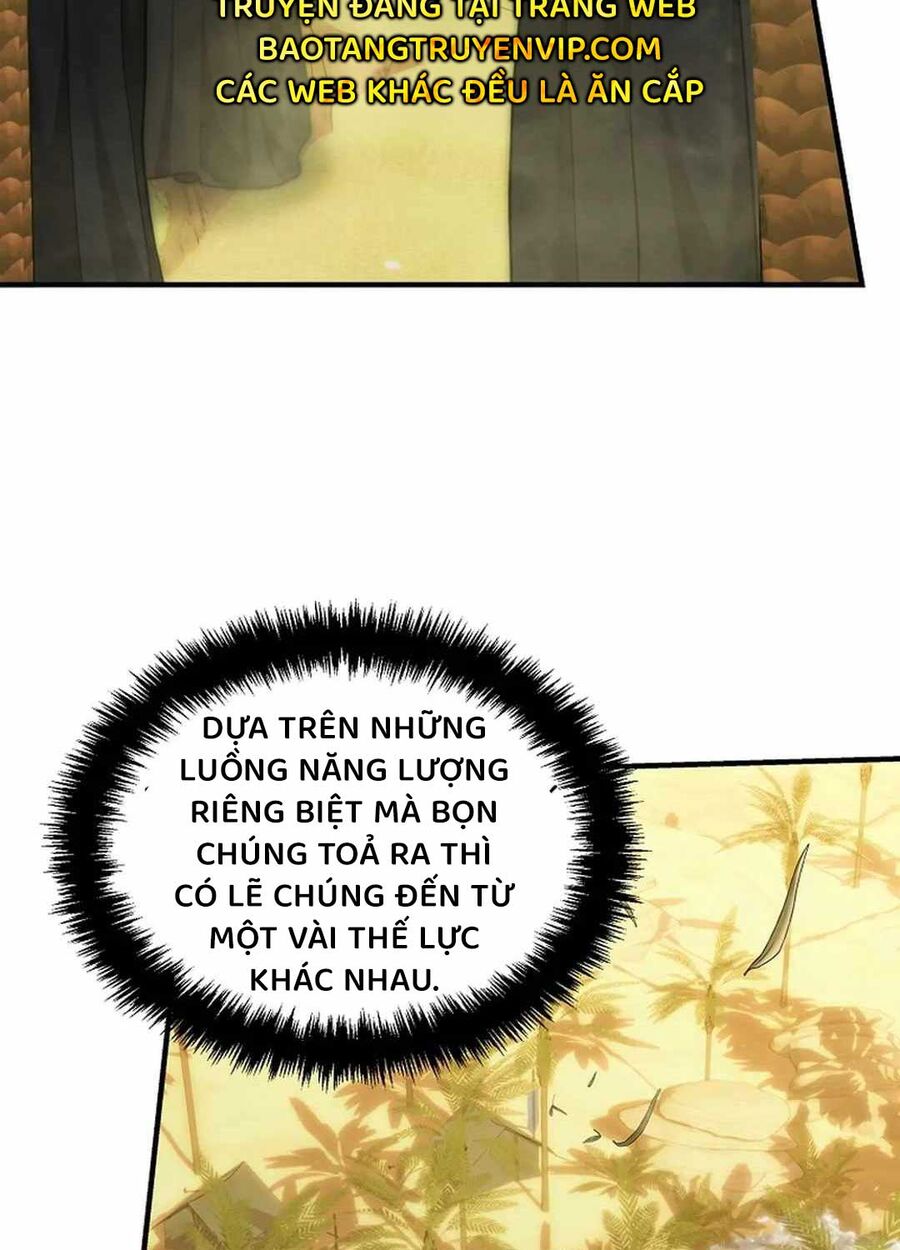 TRUYỆN ĐANG TẠI TRANG WEB
BAOTANGTRUYENVIP.COM
CÁC WEB KHÁC ĐỀU LÀ ĂN CẮP
DỰA TRÊN NHỮNG
LUỒNG NĂNG LƯỢNG
RIÊNG BIỆT MÀ BỌN
CHÚNG TOẢ RA THÌ
CÓ LẼ CHÚNG ĐẾN TỪ
MỘT VÀI THẾ LỰC
KHÁC NHAU.